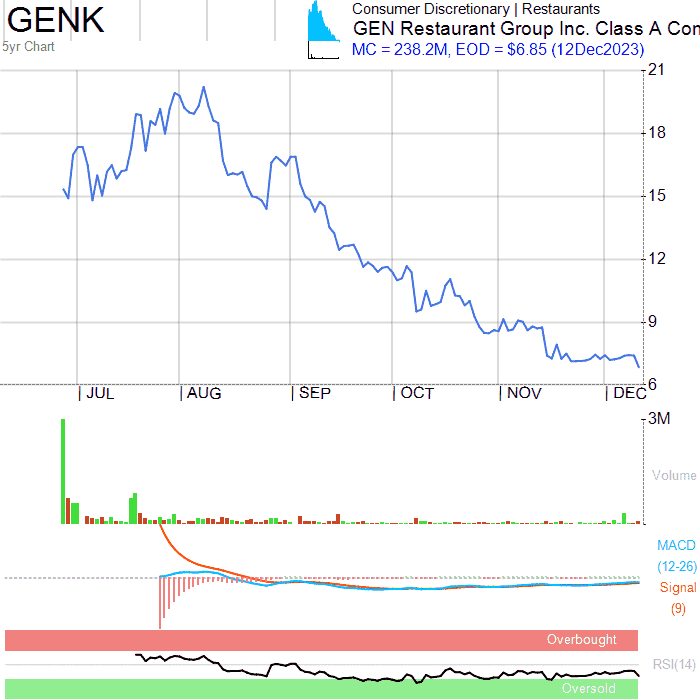 GENK
5yr Chart
Consumer Discretionary | Restaurants
GEN Restaurant Group Inc. Class A Con
MC = 238.2M, EOD = $6.85 (12Dec2023)
21
18
15
12
9
6
| JUL | AUG | SEP | OCT | NOV | DEC
3M
Volume
MACD
(12-26)
Signal
(9)
Overbought
RSI(14)
Oversold